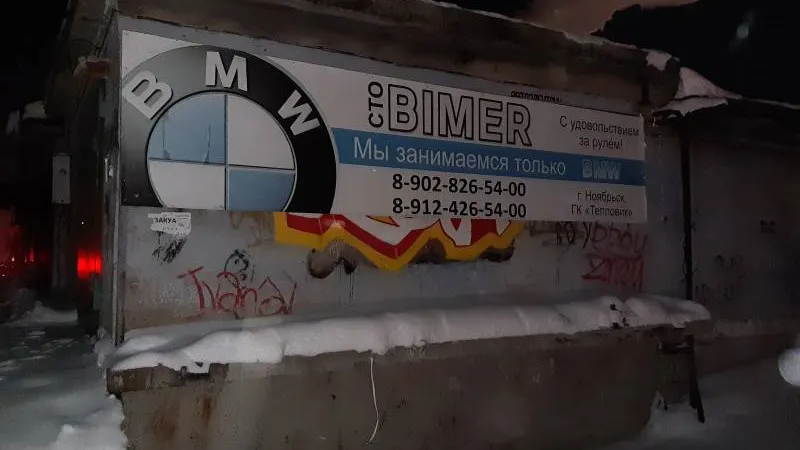 BMW
СТО BIMER
С удовольствием
за рулём!
Мы занимаемся только BMW
8-902-826-54-00
8-912-426-54-00
г. Ноябрьск,
ГК «Тепловик»